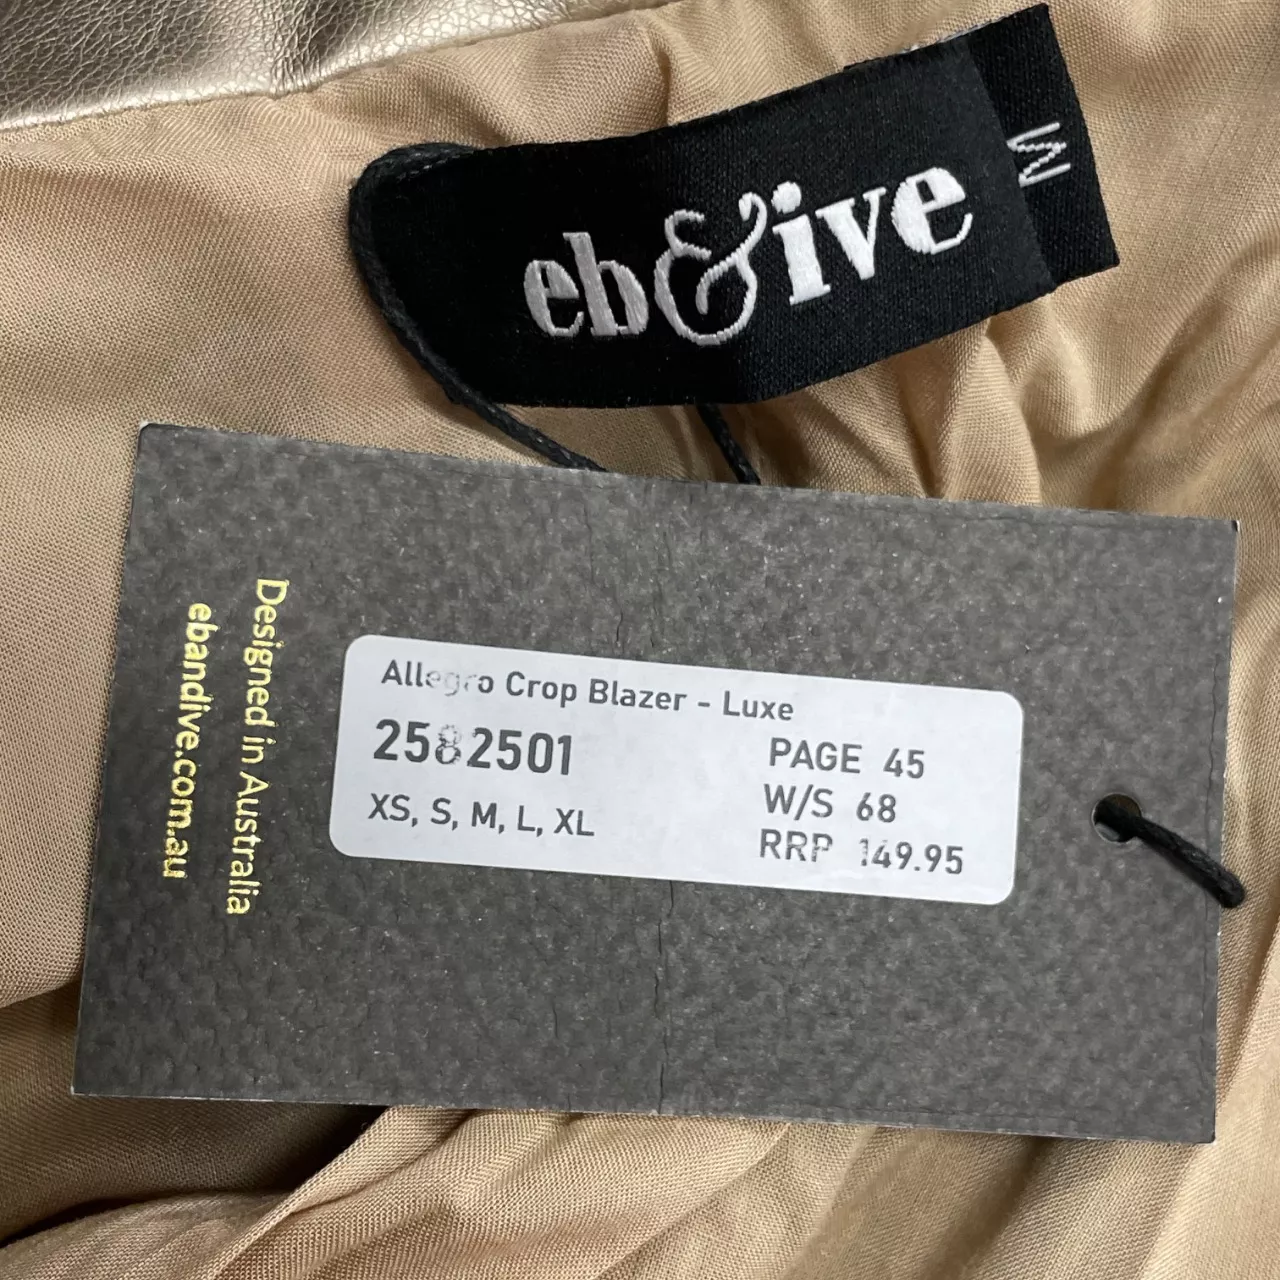 eb&ive
M
Designed in Australia
ebandive.com.au
Allegro Crop Blazer - Luxe
2582501
XS, S, M, L, XL
PAGE 45
W/S 68
RRP 149.95